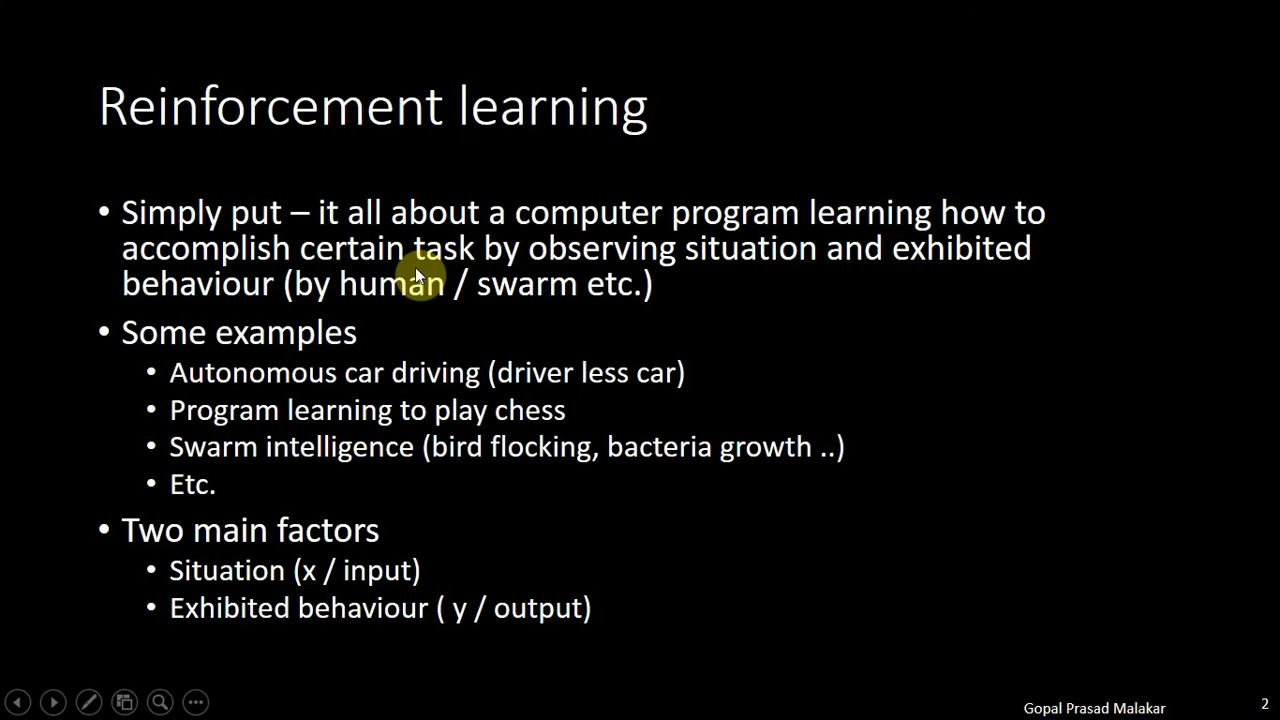 Reinforcement learning
• Simply put – it all about a computer program learning how to
accomplish certain task by observing situation and exhibited
behaviour (by human / swarm etc.)
• Some examples
• Autonomous car driving (driver less car)
• Program learning to play chess
• Swarm intelligence (bird flocking, bacteria growth ..)
• Etc.
• Two main factors
• Situation (x / input)
• Exhibited behaviour ( y / output)
Gopal Prasad Malakar
2